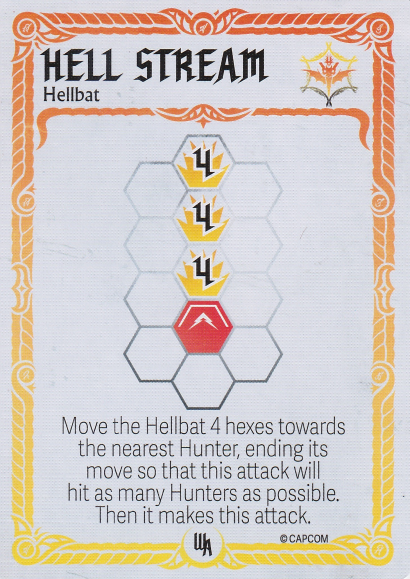 HELL STREAM
Hellbat
4
4
4
Move the Hellbat 4 hexes towards
the nearest Hunter, ending its
move so that this attack will
hit as many Hunters as possible.
Then it makes this attack.
© CAPCOM